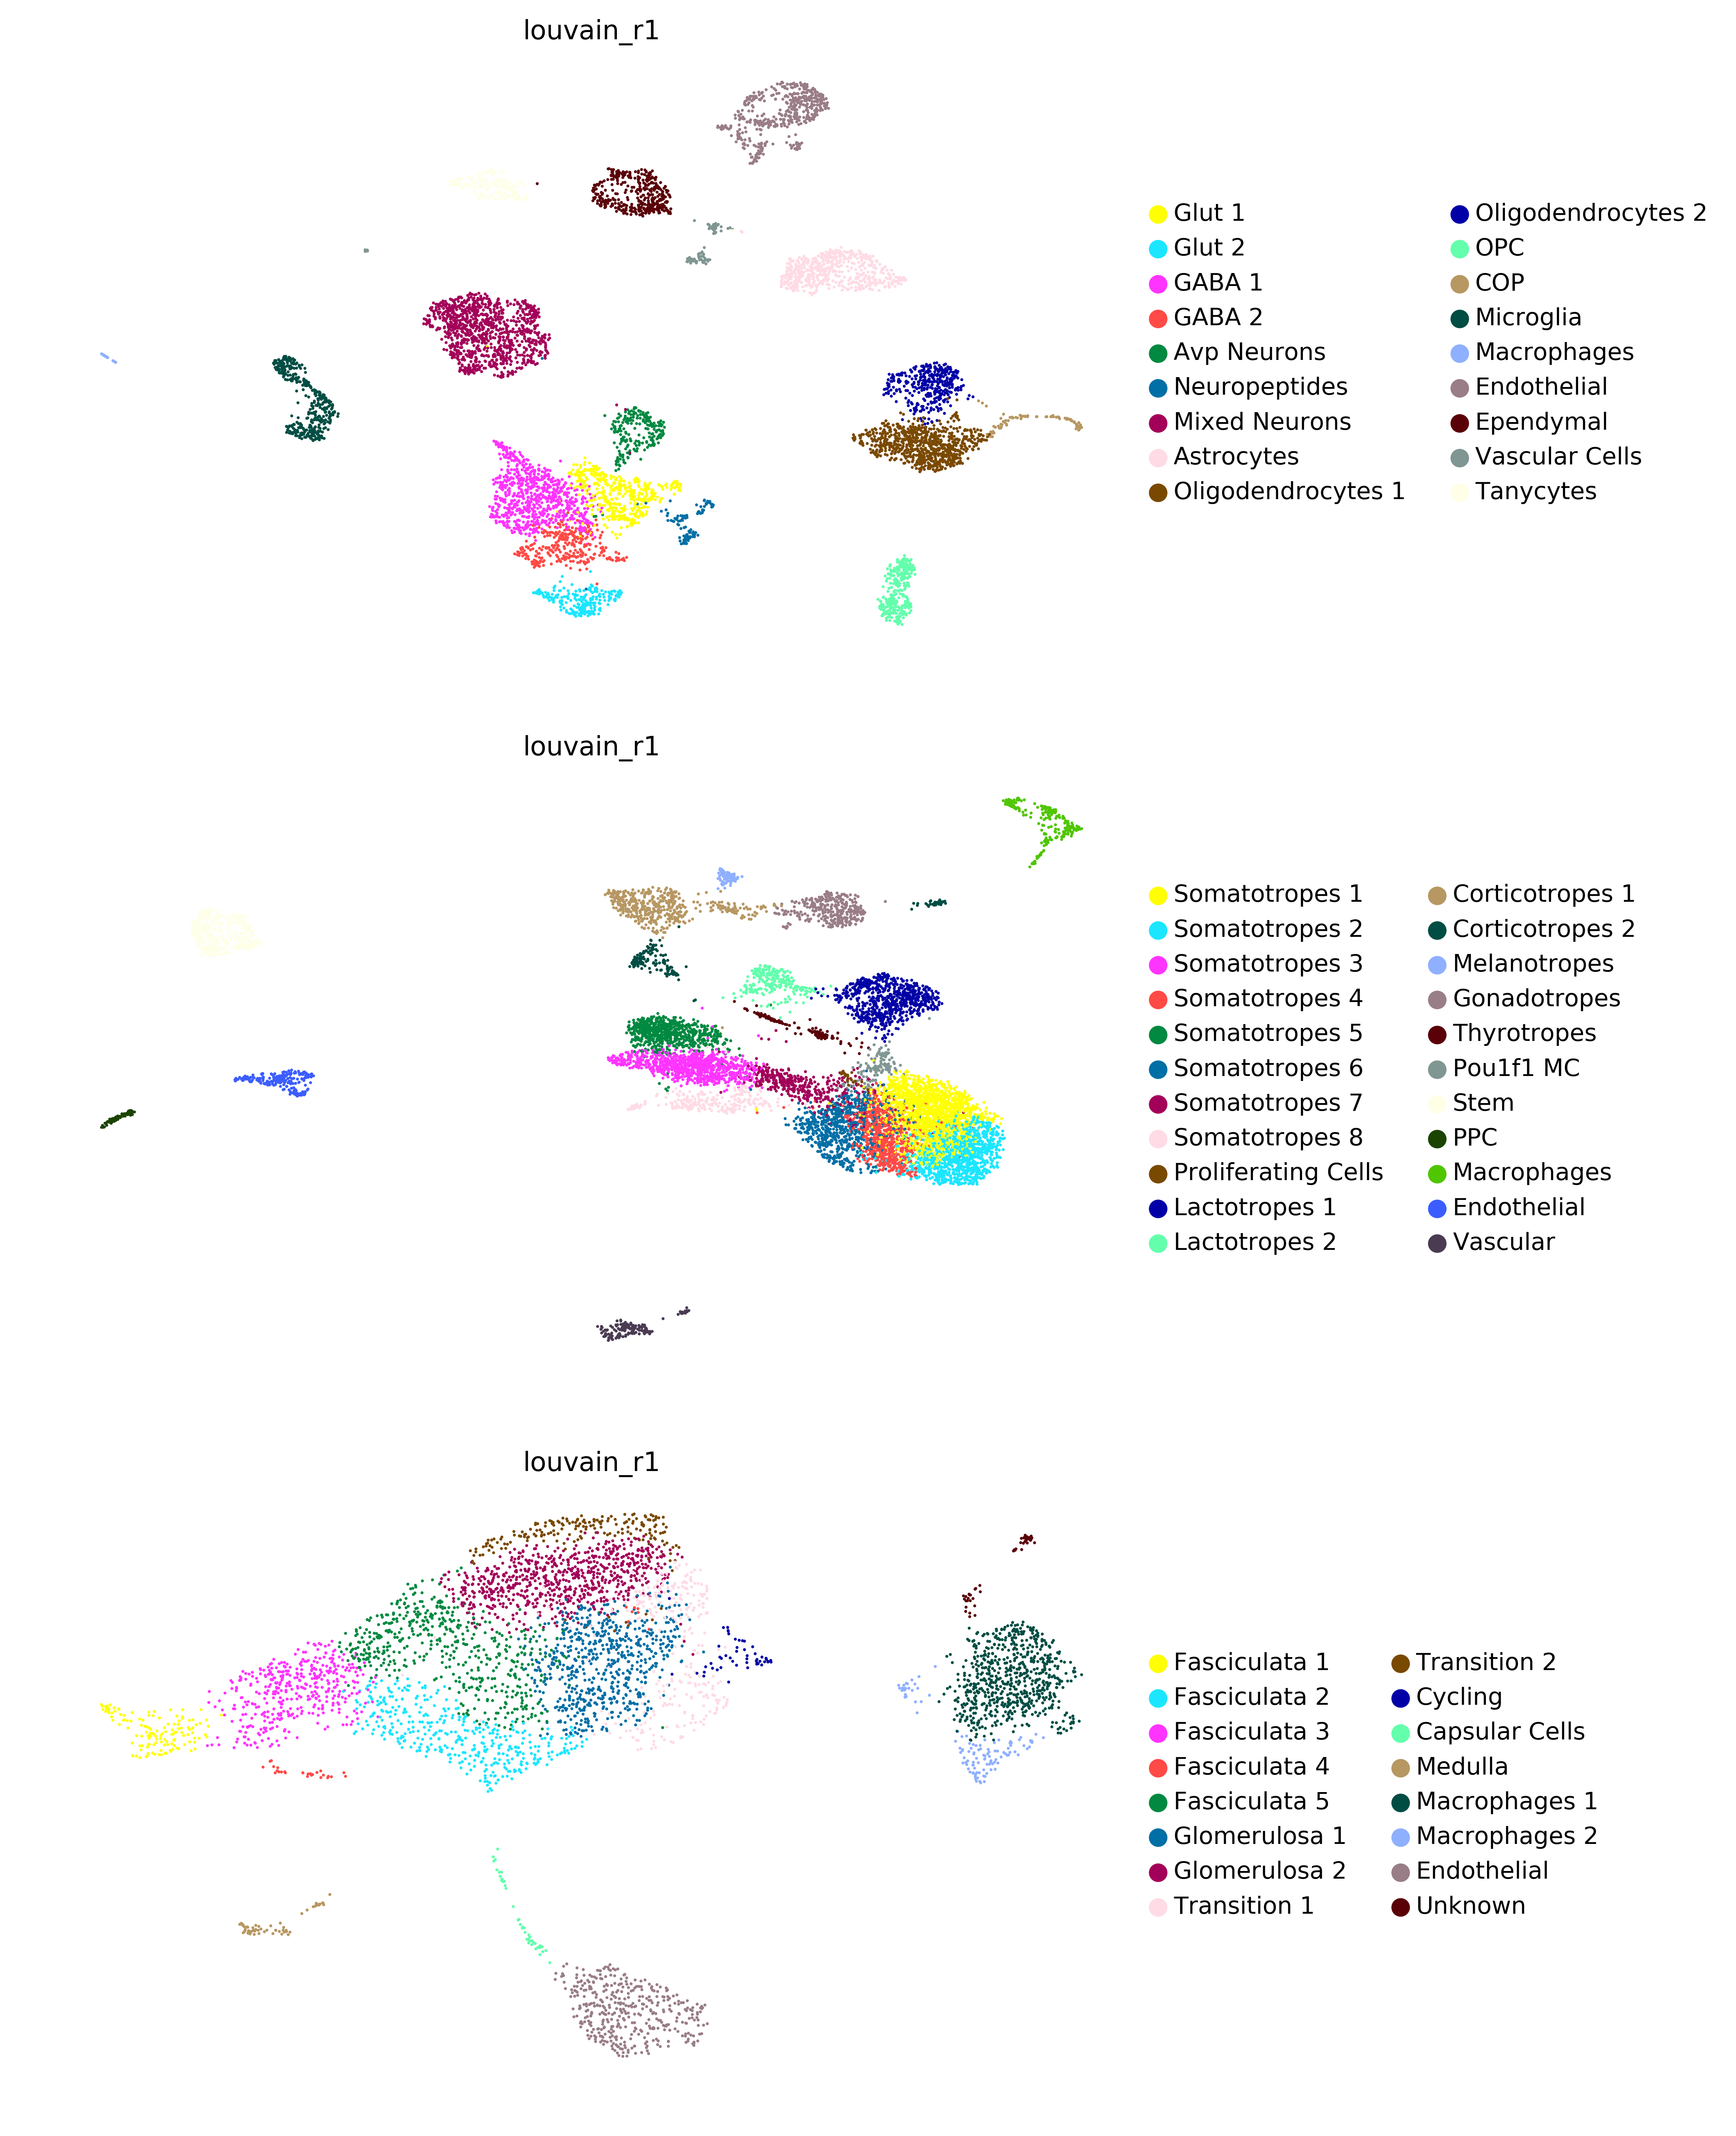 louvain_r1
Glut 1
Glut 2
GABA 1
GABA 2
Avp Neurons
Neuropeptides
Mixed Neurons
Astrocytes
Oligodendrocytes 1
Oligodendrocytes 2
OPC
COP
Microglia
Macrophages
Endothelial
Ependymal
Vascular Cells
Tanycytes
louvain_r1
Somatotropes 1
Somatotropes 2
Somatotropes 3
Somatotropes 4
Somatotropes 5
Somatotropes 6
Somatotropes 7
Somatotropes 8
Proliferating Cells
Lactotropes 1
Lactotropes 2
Corticotropes 1
Corticotropes 2
Melanotropes
Gonadotropes
Thyrotropes
Pou1f1 MC
Stem
PPC
Macrophages
Endothelial
Vascular
louvain_r1
Fasciculata 1
Fasciculata 2
Fasciculata 3
Fasciculata 4
Fasciculata 5
Glomerulosa 1
Glomerulosa 2
Transition 1
Transition 2
Cycling
Capsular Cells
Medulla
Macrophages 1
Macrophages 2
Endothelial
Unknown